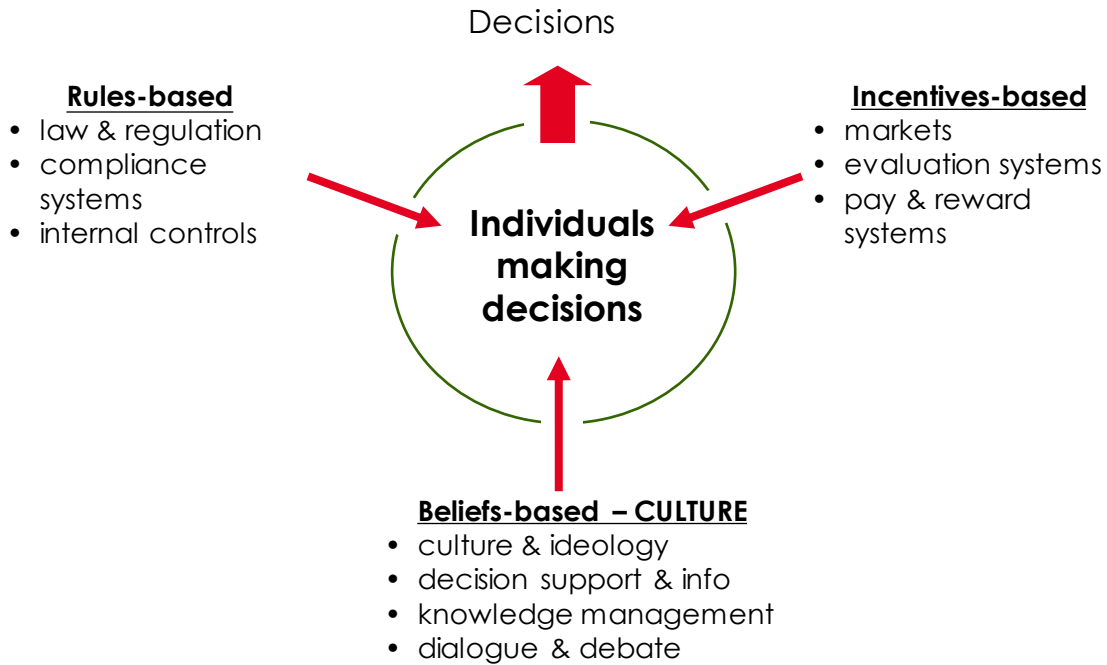 Decisions
Rules-based
• law & regulation
• compliance
systems
• internal controls
Incentives-based
• markets
• evaluation systems
• pay & reward
systems
Individuals
making
decisions
Beliefs-based – CULTURE
• culture & ideology
• decision support & info
• knowledge management
• dialogue & debate